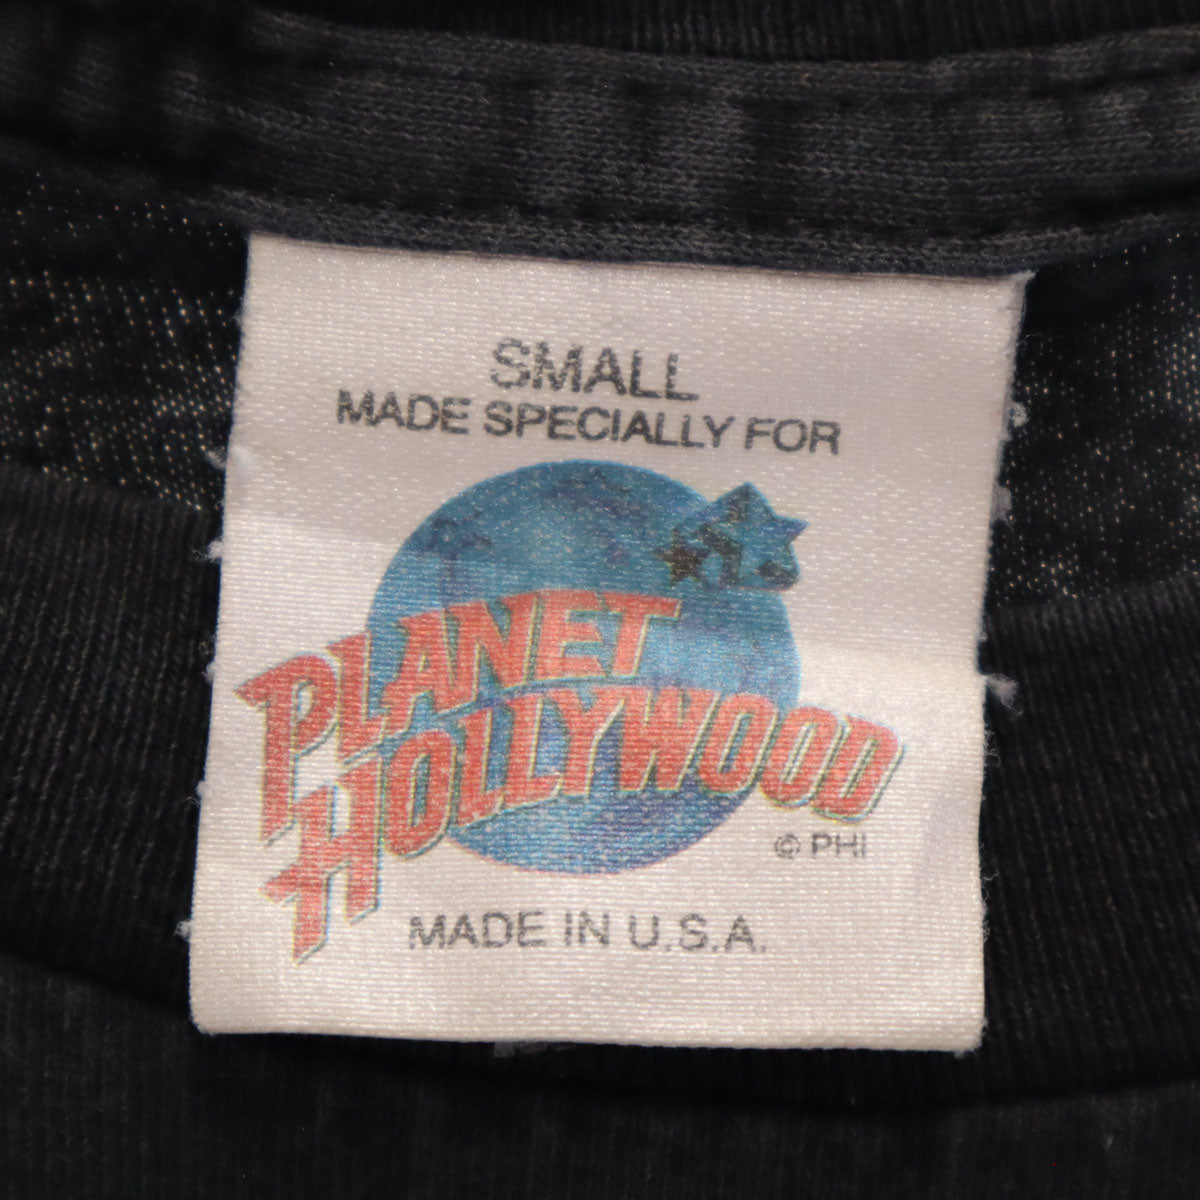 SMALL
MADE SPECIALLY FOR
PLANET
HOLLYWOOD
© PHI
MADE IN U.S.A.